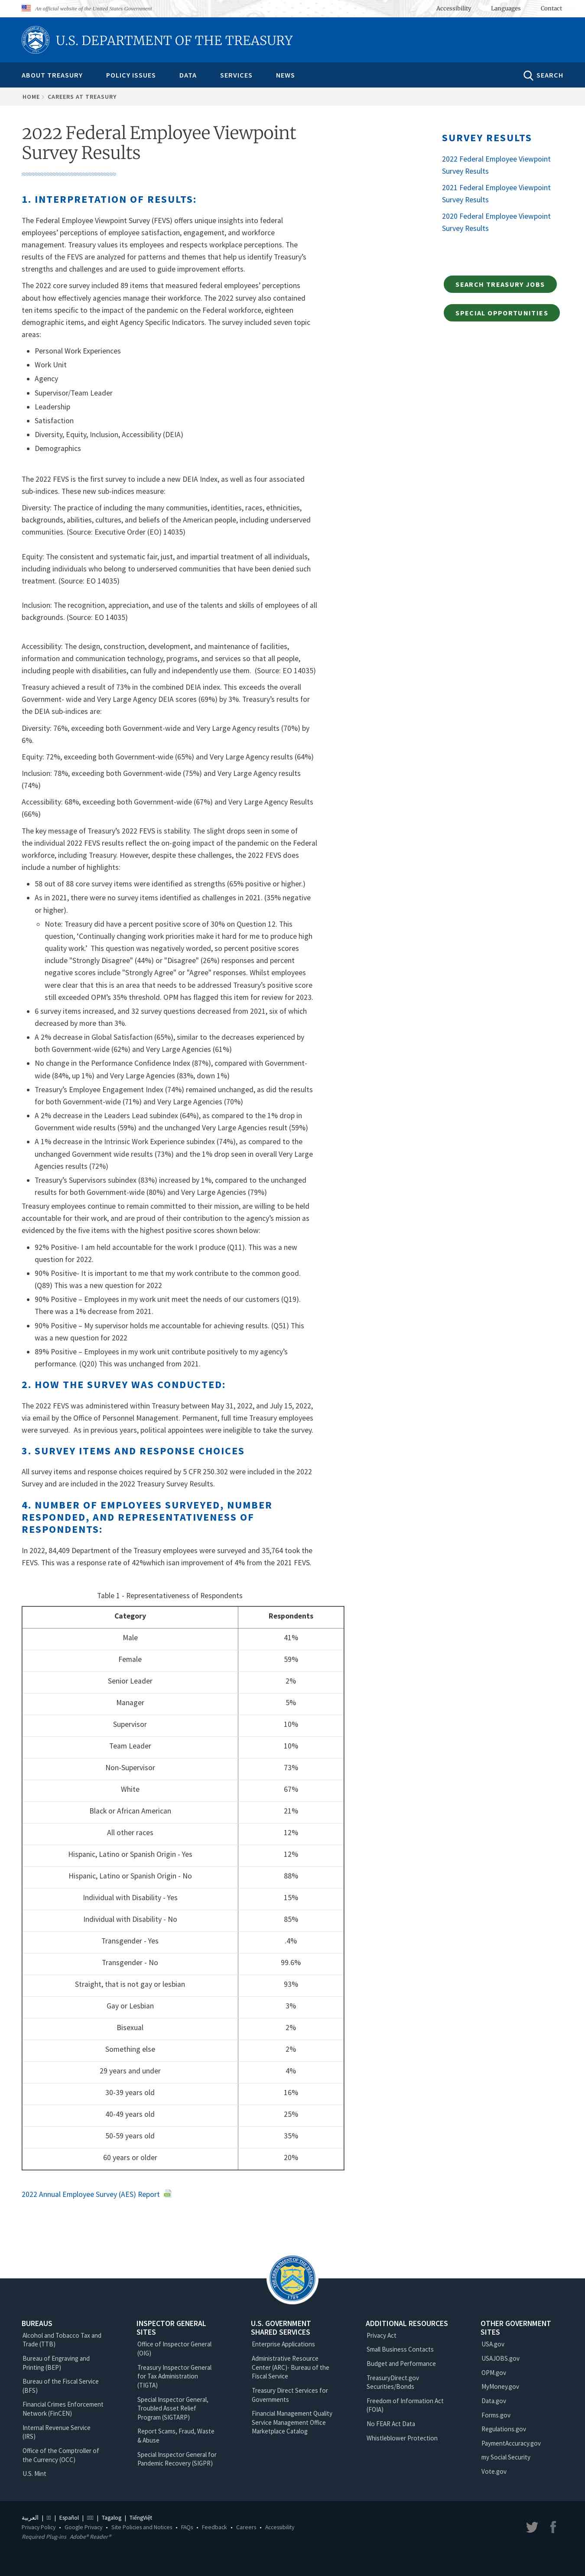 An official website of the United States Government
Accessibility Languages Contact
U.S. DEPARTMENT OF THE TREASURY
ABOUT TREASURY POLICY ISSUES DATA SERVICES NEWS SEARCH
HOME / CAREERS AT TREASURY
2022 Federal Employee Viewpoint
Survey Results
1. INTERPRETATION OF RESULTS:
The Federal Employee Viewpoint Survey (FEVS) offers unique insights into federal
employees’ perceptions of employee satisfaction, engagement, and workforce
management. Treasury values its employees and respects workplace perceptions. The
results of the FEVS are analyzed for patterns and themes that help us identify Treasury’s
strengths and challenges and are used to guide improvement efforts.
The 2022 core survey included 89 items that measured federal employees’ perceptions
about how effectively agencies manage their workforce. The 2022 survey also contained
ten items specific to the impact of the Pandemic on the Federal workforce, eighteen
demographic items, and eight Agency Specific Indicators. The survey included seven topic
areas:
• Personal Work Experiences
• Work Unit
• Agency
• Supervisor/Team Leader
• Leadership
• Satisfaction
• Diversity, Equity, Inclusion, Accessibility (DEIA)
• Demographics
The 2022 FEVS is the first survey to include a new DEIA Index, as well as four associated
sub-indices. These new sub-indices measure:
Diversity: The practice of including the many communities, identities, races, ethnicities,
backgrounds, abilities, cultures, and beliefs of the American people, including underserved
communities. (Source: Executive Order (EO) 14035)
Equity: The consistent and systematic fair, just, and impartial treatment of all individuals,
including individuals who belong to underserved communities that have been denied such
treatment. (Source: EO 14035)
Inclusion: The recognition, appreciation, and use of the talents and skills of employees of all
backgrounds. (Source: EO 14035)
Accessibility: The design, construction, development, and maintenance of facilities,
information and communication technology, programs, and services so that all people,
including people with disabilities, can fully and independently use them. (Source: EO 14035)
Treasury achieved a result of 73% in the combined DEIA index. This exceeds the overall
Government- wide and Very Large Agency DEIA scores (69%) by 3%. Treasury’s results for
the DEIA sub-indices are:
Diversity: 76%, exceeding both Government-wide and Very Large Agency results (70%) by
6%.
Equity: 72%, exceeding both Government-wide (65%) and Very Large Agency results (64%)
Inclusion: 78%, exceeding both Government-wide (75%) and Very Large Agency results
(74%)
Accessibility: 68%, exceeding both Government-wide (67%) and Very Large Agency Results
(66%)
The key message of Treasury’s 2022 FEVS is stability. The slight drops seen in some of
the individual 2022 FEVS results reflect the on-going impact of the pandemic on the Federal
workforce, including Treasury. However, despite these challenges, the 2022 FEVS does
include a number of highlights:
• 58 out of 88 core survey items were identified as strengths (65% positive or higher.)
• As in 2021, there were no survey items identified as challenges in 2021. (35% negative
or higher).
○ Note: Treasury did have a percent positive score of 30% on Question 12. This
question, ‘Continually changing work priorities make it hard for me to produce high
quality work.’ This question was negatively worded, so percent positive scores
include "Strongly Disagree" (44%) or "Disagree" (26%) responses and percent
negative scores include "Strongly Agree" or "Agree" responses. Whilst employees
were clear that this is an area that needs to be addressed Treasury’s positive score
still exceeded OPM’s 35% threshold. OPM has flagged this item for review for 2023.
• 6 survey items increased, and 32 survey questions decreased from 2021, six of which
decreased by more than 3%.
• A 2% decrease in Global Satisfaction (65%), similar to the decreases experienced by
both Government-wide (62%) and Very Large Agencies (61%)
• No change in the Performance Confidence Index (87%), compared with Government-
wide (84%, up 1%) and Very Large Agencies (83%, down 1%)
• Treasury’s Employee Engagement Index (74%) remained unchanged, as did the results
for both Government-wide (71%) and Very Large Agencies (70%)
• A 2% decrease in the Leaders Lead subindex (64%), as compared to the 1% drop in
Government wide results (59%) and the unchanged Very Large Agencies result (59%)
• A 1% decrease in the Intrinsic Work Experience subindex (74%), as compared to the
unchanged Government wide results (73%) and the 1% drop seen in overall Very Large
Agencies results (72%)
• Treasury’s Supervisors subindex (83%) increased by 1%, compared to the unchanged
results for both Government-wide (80%) and Very Large Agencies (79%)
Treasury employees continue to remain committed to their mission, are willing to be held
accountable for their work, and are proud of their contribution to the agency’s mission as
evidenced by the five items with the highest positive scores shown below:
• 92% Positive- I am held accountable for the work I produce (Q11). This was a new
question for 2022.
• 90% Positive- It is important to me that my work contribute to the common good.
(Q89) This was a new question for 2022
• 90% Positive – Employees in my work unit meet the needs of our customers (Q19).
There was a 1% decrease from 2021.
• 90% Positive – My supervisor holds me accountable for achieving results. (Q51) This
was a new question for 2022
• 89% Positive – Employees in my work unit contribute positively to my agency’s
performance. (Q20) This was unchanged from 2021.
2. HOW THE SURVEY WAS CONDUCTED:
The 2022 FEVS was administered within Treasury between May 31, 2022, and July 15, 2022,
via email by the Office of Personnel Management. Permanent, full time Treasury employees
were surveyed. As in previous years, political appointees were ineligible to take the survey.
3. SURVEY ITEMS AND RESPONSE CHOICES
All survey items and response choices required by 5 CFR 250.302 were included in the 2022
Survey and are included in the 2022 Treasury Survey Results.
4. NUMBER OF EMPLOYEES SURVEYED, NUMBER
RESPONDED, AND REPRESENTATIVENESS OF
RESPONDENTS:
In 2022, 84,409 Department of the Treasury employees were surveyed and 35,764 took the
FEVS. This was a response rate of 42%which isan improvement of 4% from the 2021 FEVS.
Table 1 - Representativeness of Respondents
Category Respondents
Male 41%
Female 59%
Senior Leader 2%
Manager 5%
Supervisor 10%
Team Leader 10%
Non-Supervisor 73%
White 67%
Black or African American 21%
All other races 12%
Hispanic, Latino or Spanish Origin - Yes 12%
Hispanic, Latino or Spanish Origin - No 88%
Individual with Disability - Yes 15%
Individual with Disability - No 85%
Transgender - Yes .4%
Transgender - No 99.6%
Straight, that is not gay or lesbian 93%
Gay or Lesbian 3%
Bisexual 2%
Something else 2%
29 years and under 4%
30-39 years old 16%
40-49 years old 25%
50-59 years old 35%
60 years or older 20%
2022 Annual Employee Survey (AES) Report
SURVEY RESULTS
2022 Federal Employee Viewpoint
Survey Results
2021 Federal Employee Viewpoint
Survey Results
2020 Federal Employee Viewpoint
Survey Results
SEARCH TREASURY JOBS
SPECIAL OPPORTUNITIES
BUREAUS
Alcohol and Tobacco Tax and
Trade (TTB)
Bureau of Engraving and
Printing (BEP)
Bureau of the Fiscal Service
(BFS)
Financial Crimes Enforcement
Network (FinCEN)
Internal Revenue Service
(IRS)
Office of the Comptroller of
the Currency (OCC)
U.S. Mint
INSPECTOR GENERAL
SITES
Office of Inspector General
(OIG)
Treasury Inspector General
for Tax Administration
(TIGTA)
Special Inspector General,
Troubled Asset Relief
Program (SIGTARP)
Report Scams, Fraud, Waste
& Abuse
Special Inspector General for
Pandemic Recovery (SIGPR)
U.S. GOVERNMENT
SHARED SERVICES
Enterprise Applications
Administrative Resource
Center (ARC)- Bureau of the
Fiscal Service
Treasury Direct Services for
Governments
Financial Management Quality
Service Management Office
Marketplace Catalog
ADDITIONAL RESOURCES
Privacy Act
Small Business Contacts
Budget and Performance
TreasuryDirect.gov
Securities/Bonds
Freedom of Information Act
(FOIA)
No FEAR Act Data
Whistleblower Protection
OTHER GOVERNMENT
SITES
USA.gov
USAJOBS.gov
OPM.gov
MyMoney.gov
Data.gov
Forms.gov
Regulations.gov
PaymentAccuracy.gov
my Social Security
Vote.gov
العربية | | Español | | Tagalog | TiếngViệt
Privacy Policy • Google Privacy • Site Policies and Notices • FAQs • Feedback • Careers • Accessibility
Required Plug-ins Adobe® Reader®